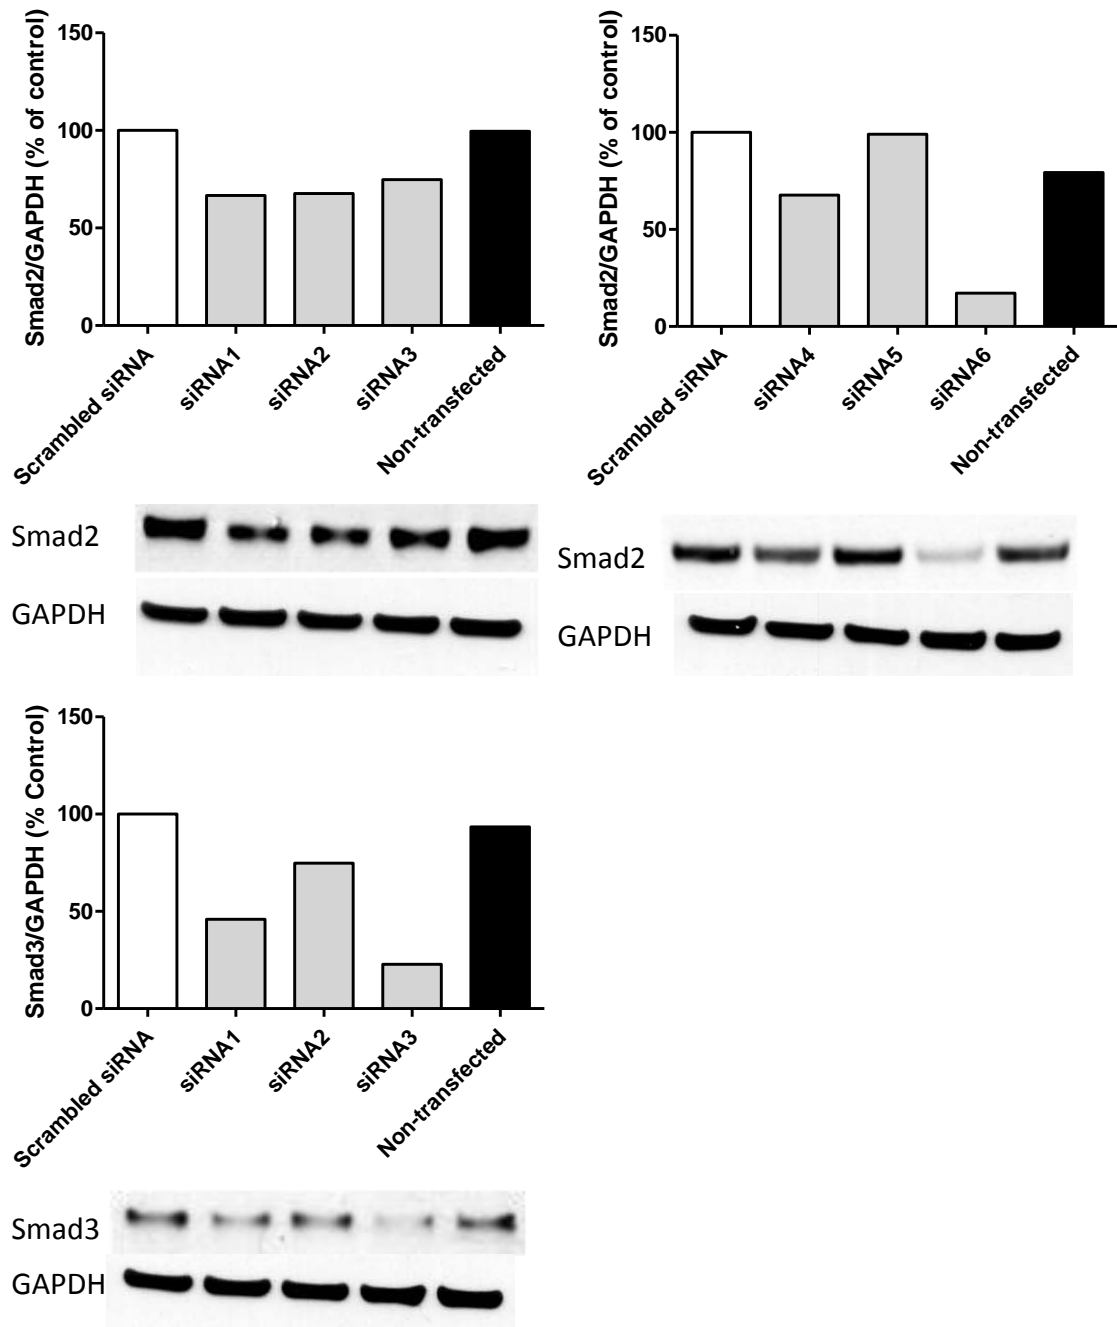 Smad2/GAPDH (% of control)
150
100
50
0
Scrambled siRNA
siRNA1
siRNA2
siRNA3
Non-transfected
Smad2
GAPDH
Smad2/GAPDH (% of control)
150
100
50
0
Scrambled siRNA
siRNA4
siRNA5
siRNA6
Non-transfected
Smad2
GAPDH
Smad3/GAPDH (% Control)
150
100
50
0
Scrambled siRNA
siRNA1
siRNA2
siRNA3
Non-transfected
Smad3
GAPDH